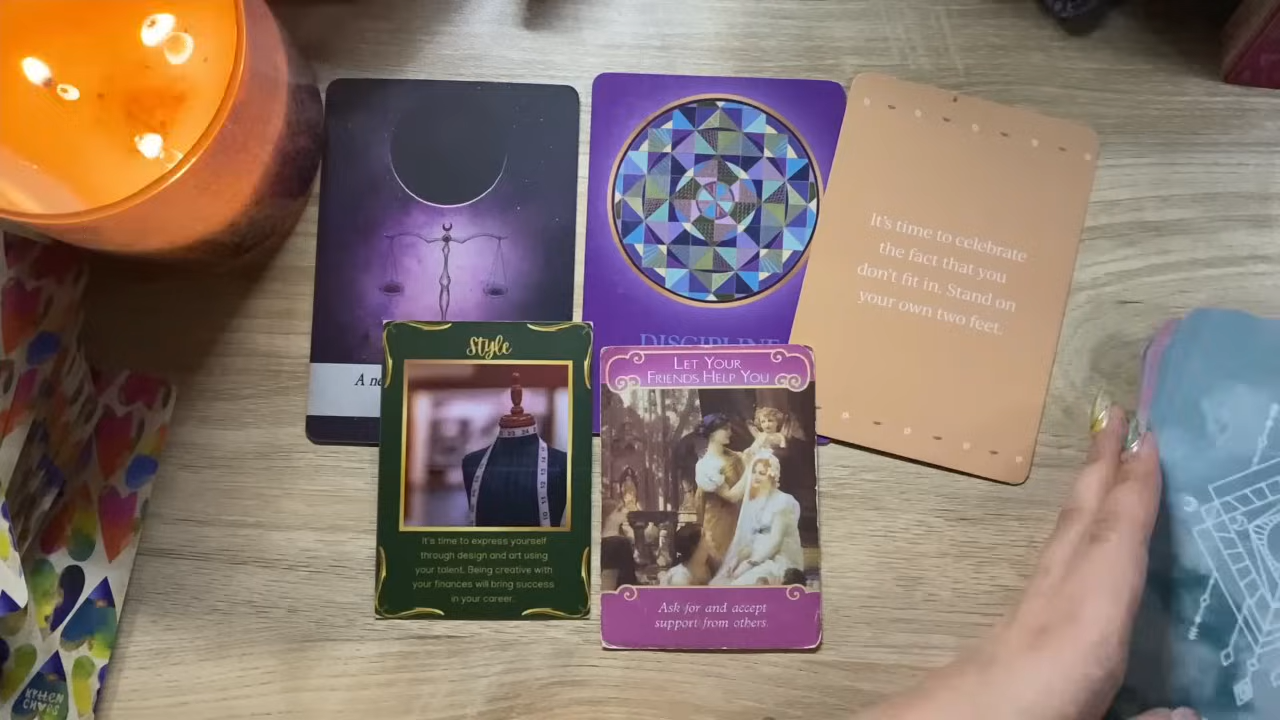 It's time to celebrate
the fact that you
don't fit in. Stand on
your own two feet.
DISCIPLINE
A
Style
It's time to express yourself
through design and art using
your talent. Being creative with
your finances will bring success
in your career.
LET YOUR
FRIENDS HELP YOU
Ask for and accept
support from others.
KITTEN
CHAOS